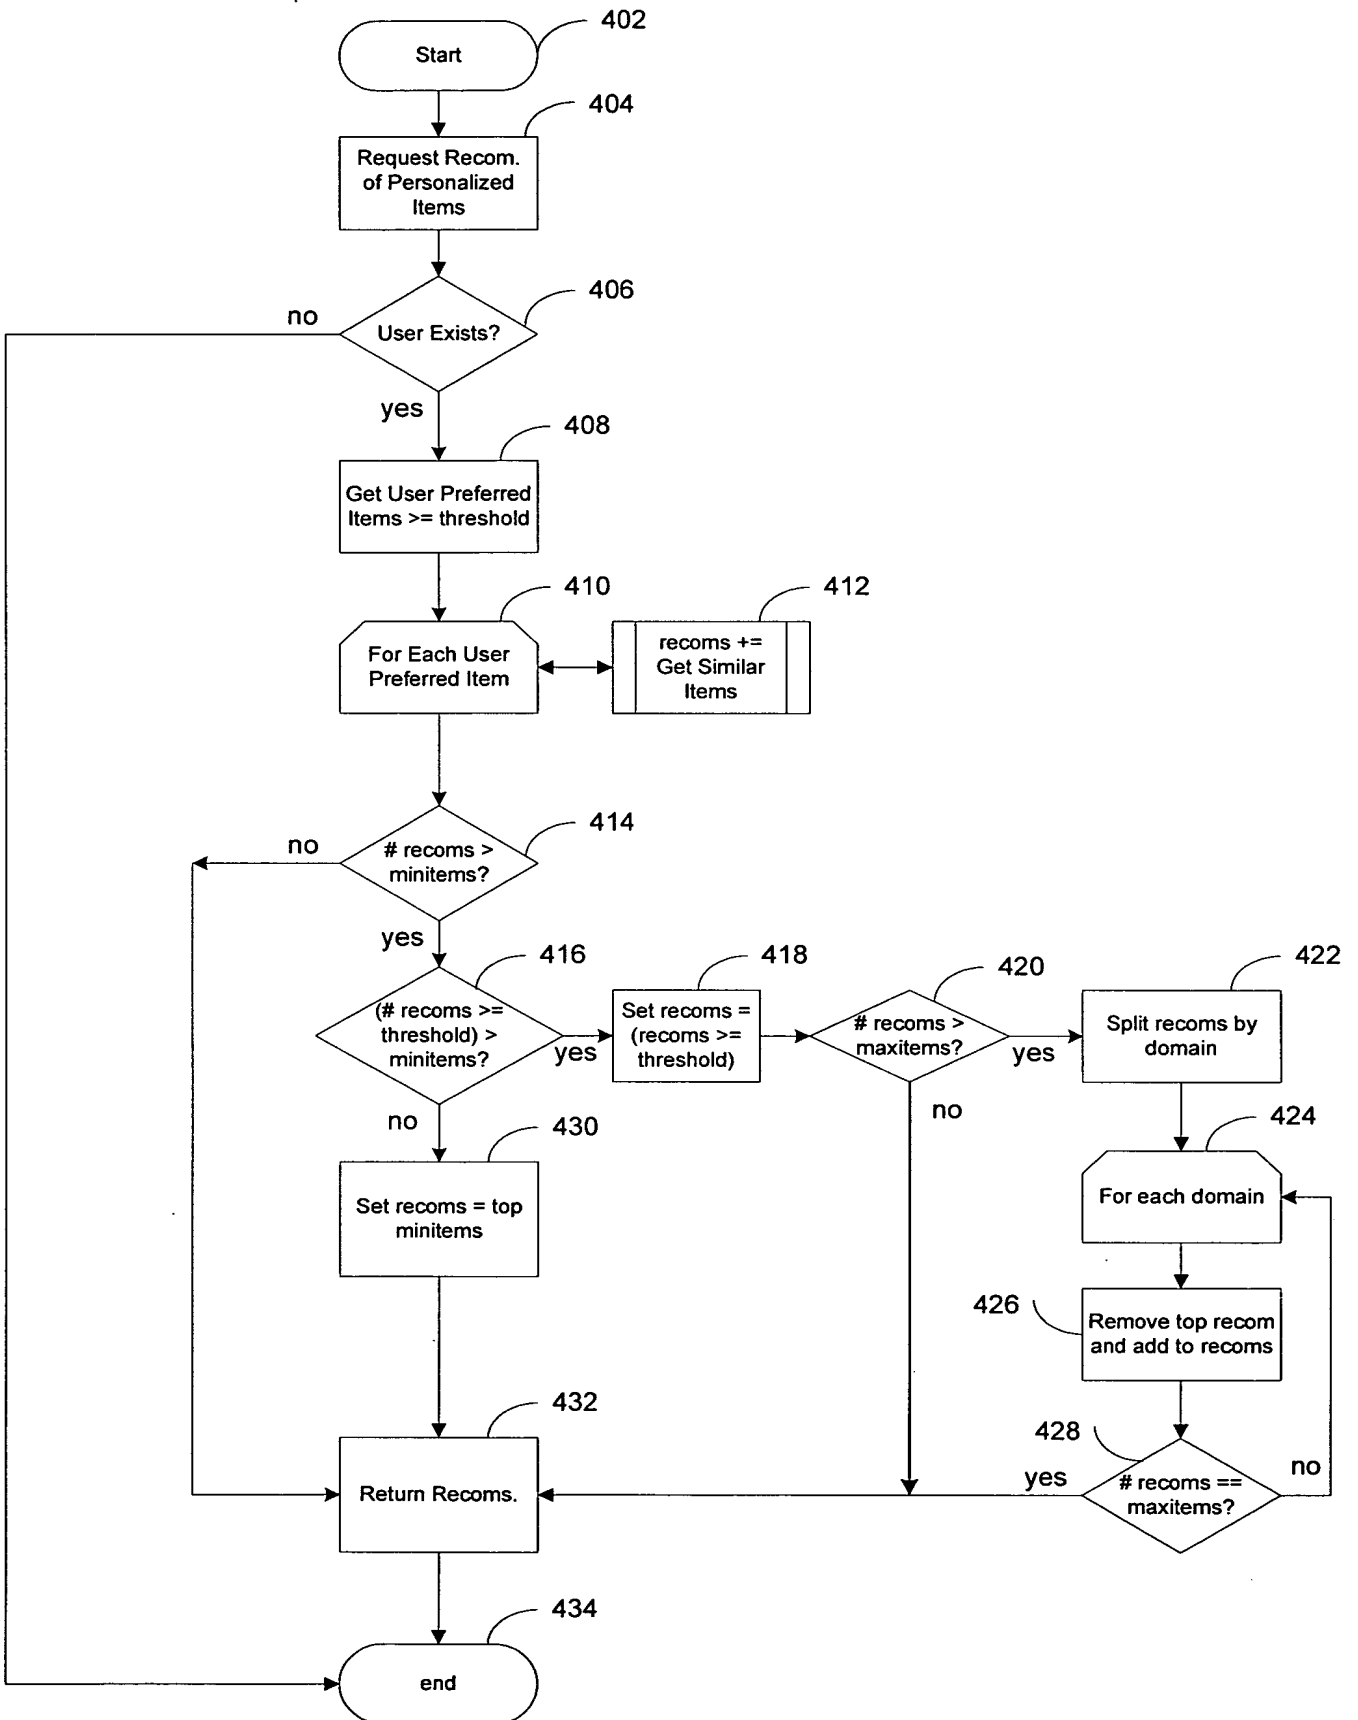 402
Start
404
Request Recom.
of Personalized
Items
406
no
User Exists?
yes
408
Get User Preferred
Items >= threshold
410
For Each User
Preferred Item
412
recoms +=
Get Similar
Items
414
no
# recoms >
minitems?
yes
416
(# recoms >=
threshold) >
minitems?
yes
418
Set recoms =
(recoms >=
threshold)
420
# recoms >
maxitems?
yes
422
Split recoms by
domain
no
no
430
Set recoms = top
minitems
424
For each domain
426
Remove top recom
and add to recoms
428
# recoms ==
maxitems?
yes
no
432
Return Recoms.
434
end